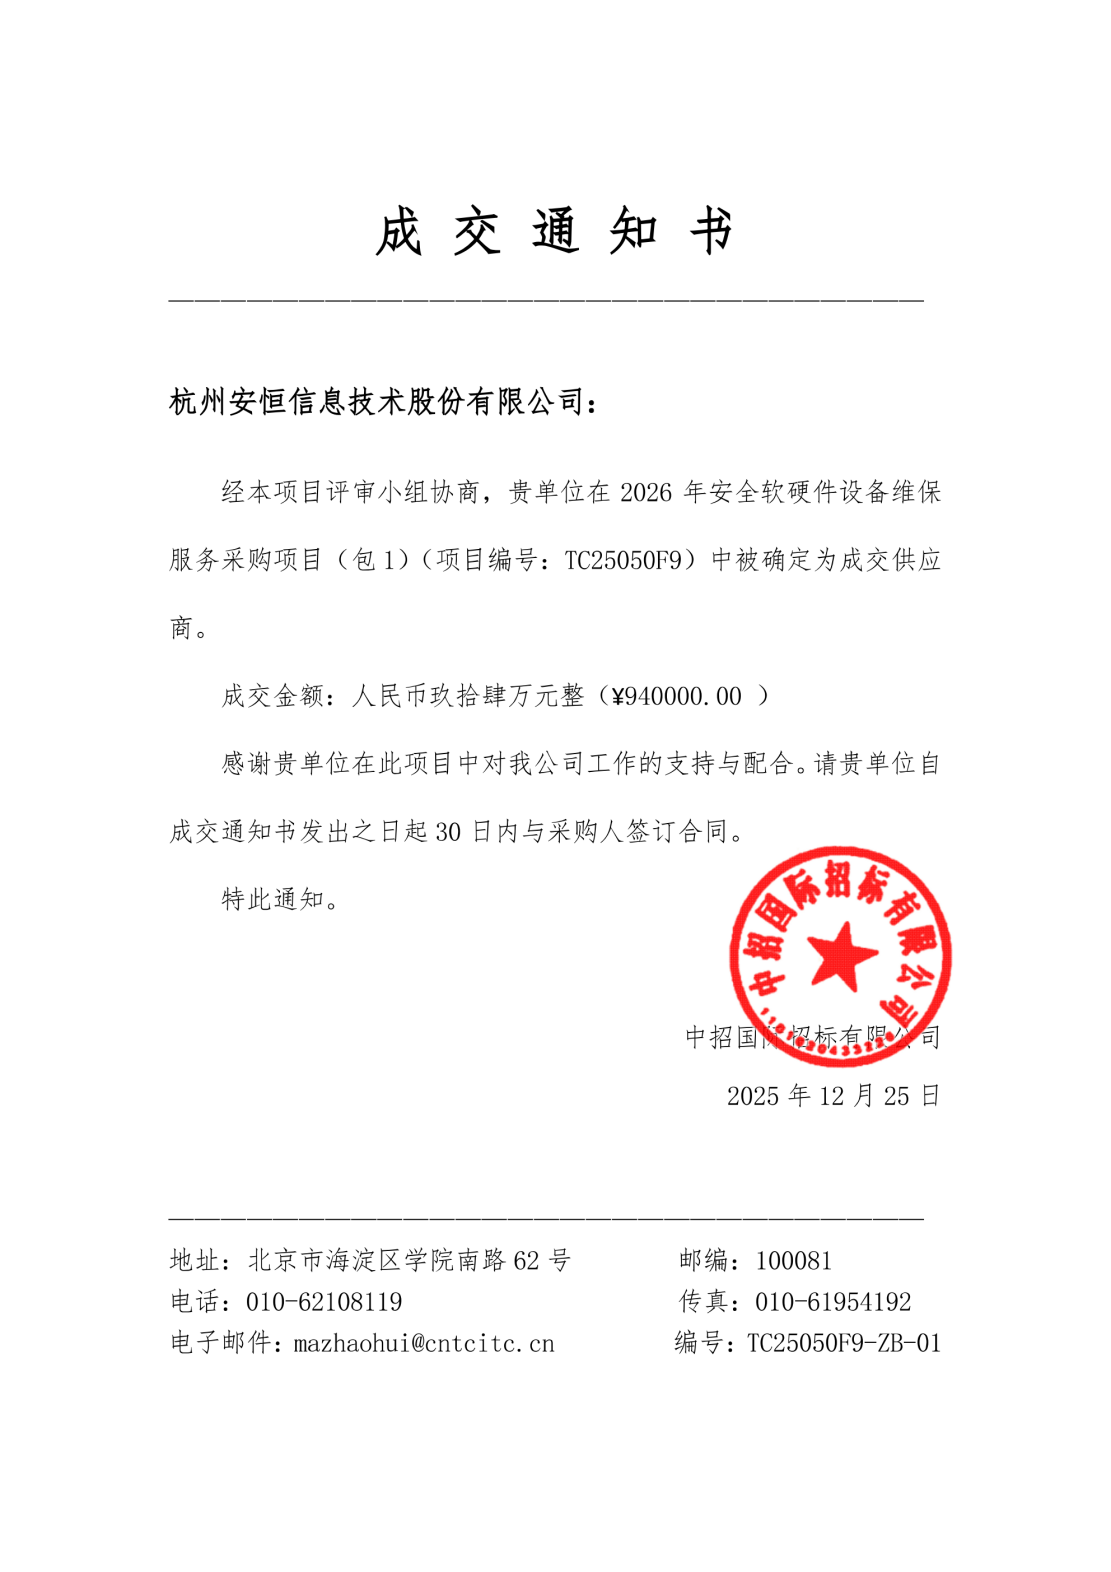 成交通知书
杭州安恒信息技术股份有限公司：
经本项目评审小组协商，贵单位在 2026 年安全软硬件设备维保
服务采购项目（包 1）（项目编号：TC25050F9）中被确定为成交供应
商。
成交金额：人民币玖拾肆万元整（¥940000.00 ）
感谢贵单位在此项目中对我公司工作的支持与配合。请贵单位自
成交通知书发出之日起 30 日内与采购人签订合同。
特此通知。
中招国际招标有限公司
中招国际招标有限公司
2025 年 12 月 25 日
地址：北京市海淀区学院南路 62 号 邮编：100081
电话：010-62108119 传真：010-61954192
电子邮件：mazhaohui@cntcitc.cn 编号：TC25050F9-ZB-01